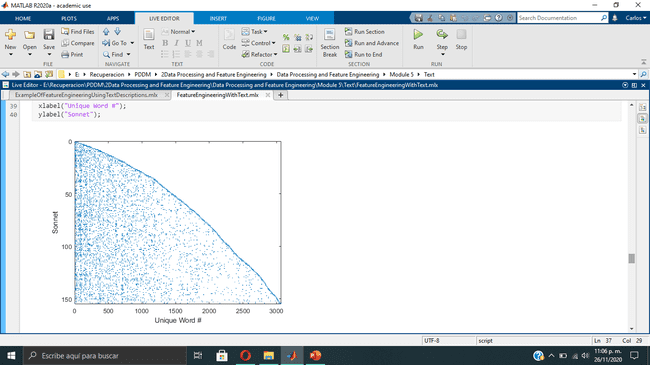 MATLAB R2020a - academic use
HOME PLOTS APPS LIVE EDITOR INSERT FIGURE VIEW Search Documentation Carlos
New Open Save Find Files Compare Print Go To Find Text Normal B I U M Code Task Control Refactor Section Break Run Section Run and Advance Run to End Run Step Stop
FILE NAVIGATE TEXT CODE SECTION RUN
E: Recuperacion PDDM 2Data Processing and Feature Engineering Data Processing and Feature Engineering Module 5 Text
Live Editor - E:\Recuperacion\PDDM\2Data Processing and Feature Engineering\Data Processing and Feature Engineering\Module 5\Text\FeatureEngineeringWithText.mlx
ExampleOfFeatureEngineeringUsingTextDescriptions.mlx FeatureEngineeringWithText.mlx
39 xlabel("Unique Word #");
40 ylabel("Sonnet");
0
50
100
150
Sonnet
0 500 1000 1500 2000 2500 3000
Unique Word #
UTF-8 script Ln 37 Col 29
Escribe aquí para buscar
11:06 p. m.
26/11/2020